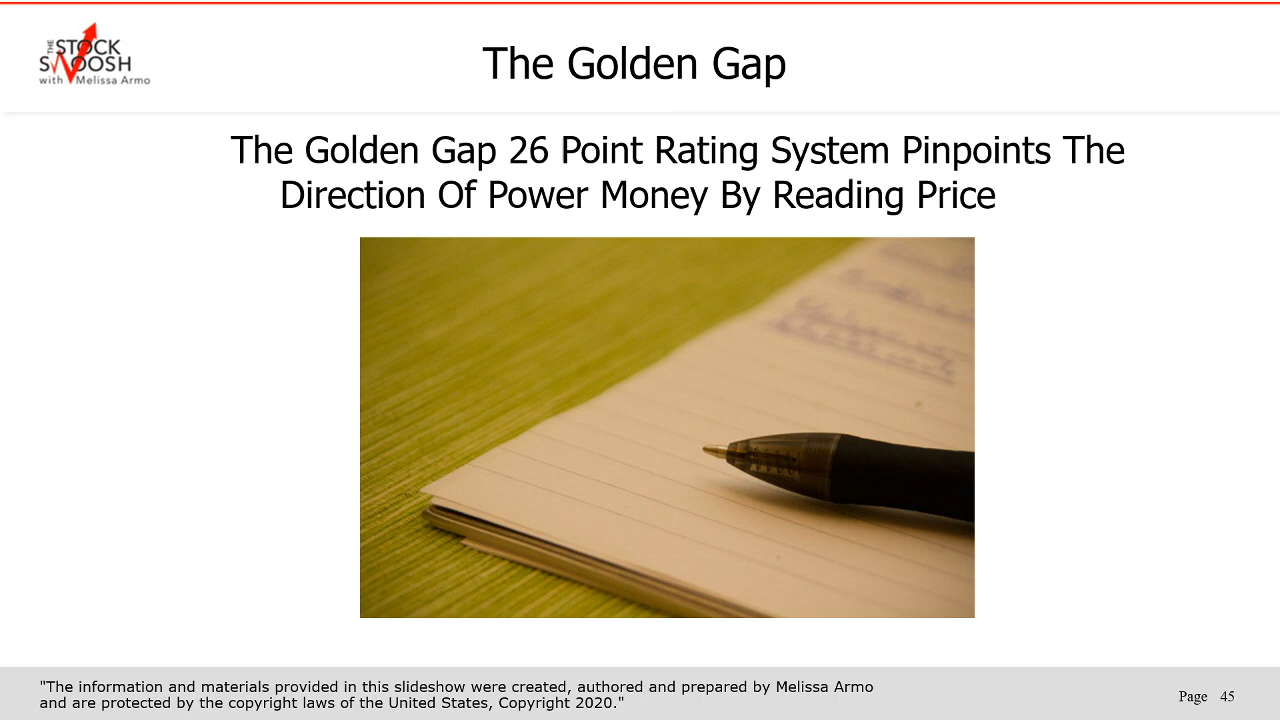 THE STOCK
SWOOSH
with Melissa Armo
The Golden Gap
The Golden Gap 26 Point Rating System Pinpoints The
Direction Of Power Money By Reading Price
"The information and materials provided in this slideshow were created, authored and prepared by Melissa Armo
and are protected by the copyright laws of the United States, Copyright 2020."
Page 45